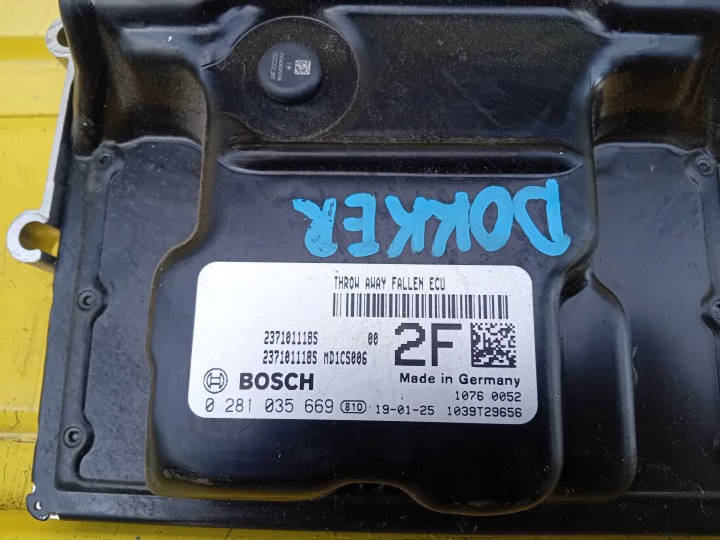 DOKKER
THROW AWAY FALLEN ECU
237101118S 00
237101118S MD1CS006
2F
BOSCH
Made in Germany
1076 0052
0 281 035 669 810 19-01-25 1039T29656